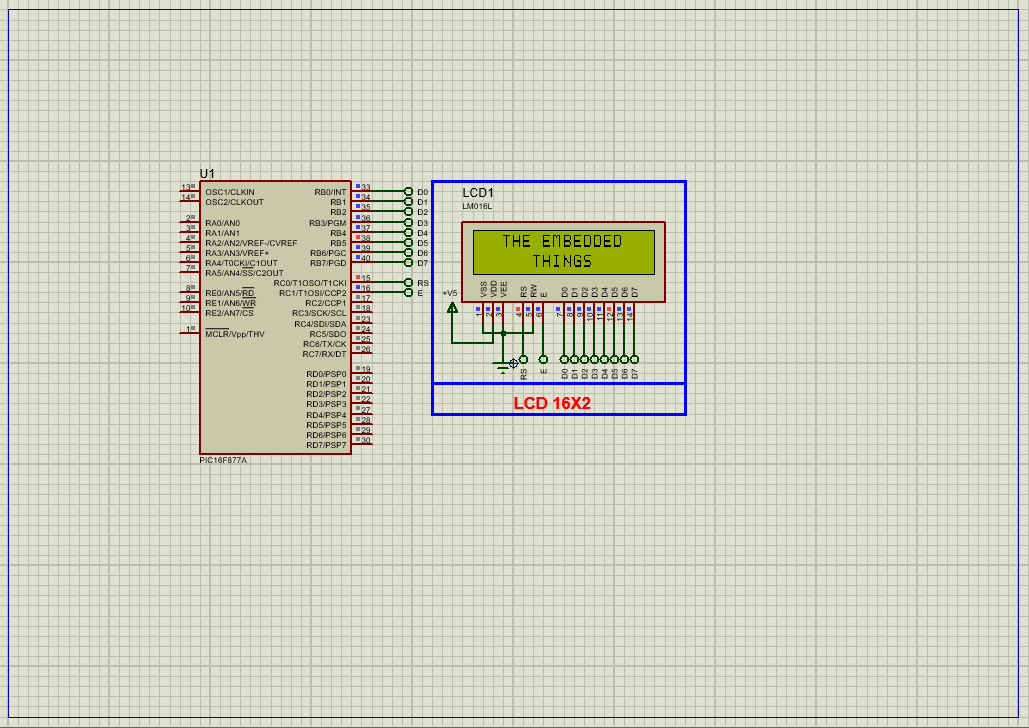 U1
13 OSC1/CLKIN
14 OSC2/CLKOUT
2 RA0/AN0
3 RA1/AN1
4 RA2/AN2/VREF-/CVREF
5 RA3/AN3/VREF+
6 RA4/T0CKI/C1OUT
7 RA5/AN4/SS/C2OUT
8 RE0/AN5/RD
9 RE1/AN6/WR
10 RE2/AN7/CS
1 MCLR/Vpp/THV
RB0/INT 33 D0
RB1 34 D1
RB2 35 D2
RB3/PGM 36 D3
RB4 37 D4
RB5 38 D5
RB6/PGC 39 D6
RB7/PGD 40 D7
RC0/T1OSO/T1CKI 15 RS
RC1/T1OSI/CCP2 16 E
RC2/CCP1 17
RC3/SCK/SCL 18
RC4/SDI/SDA 23
RC5/SDO 24
RC6/TX/CK 25
RC7/RX/DT 26
RD0/PSP0 19
RD1/PSP1 20
RD2/PSP2 21
RD3/PSP3 22
RD4/PSP4 27
RD5/PSP5 28
RD6/PSP6 29
RD7/PSP7 30
PIC16F877A
LCD1
LM016L
THE EMBEDDED
THINGS
+V5
VSS VDD VEE RS RW E D0 D1 D2 D3 D4 D5 D6 D7
1 2 3 4 5 6 7 8 9 10 11 12 13 14
RS E D0 D1 D2 D3 D4 D5 D6 D7
LCD 16X2